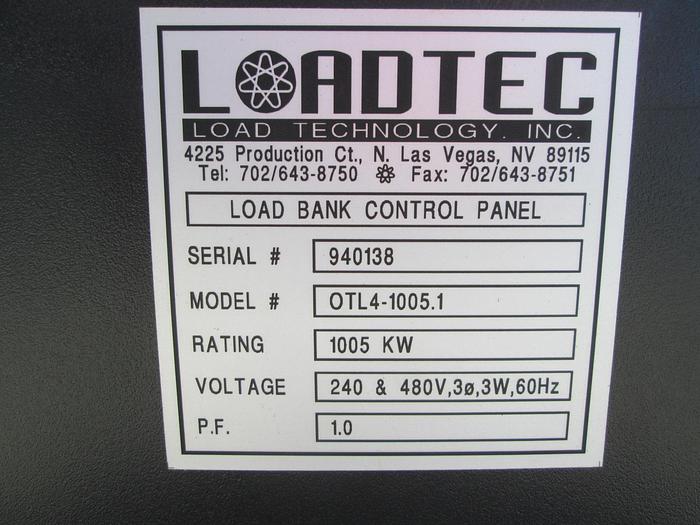 LOADTEC
LOAD TECHNOLOGY, INC.
4225 Production Ct., N. Las Vegas, NV 89115
Tel: 702/643-8750 Fax: 702/643-8751
LOAD BANK CONTROL PANEL
SERIAL # 940138
MODEL # OTL4-1005.1
RATING 1005 KW
VOLTAGE 240 & 480V,3ø,3W,60Hz
P.F. 1.0